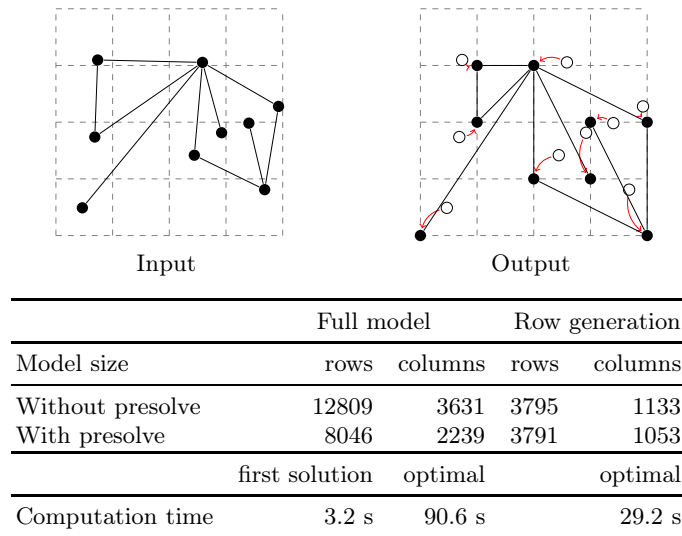 Input Output
Full model Row generation
Model size rows columns rows columns
Without presolve 12809 3631 3795 1133
With presolve 8046 2239 3791 1053
first solution optimal optimal
Computation time 3.2 s 90.6 s 29.2 s